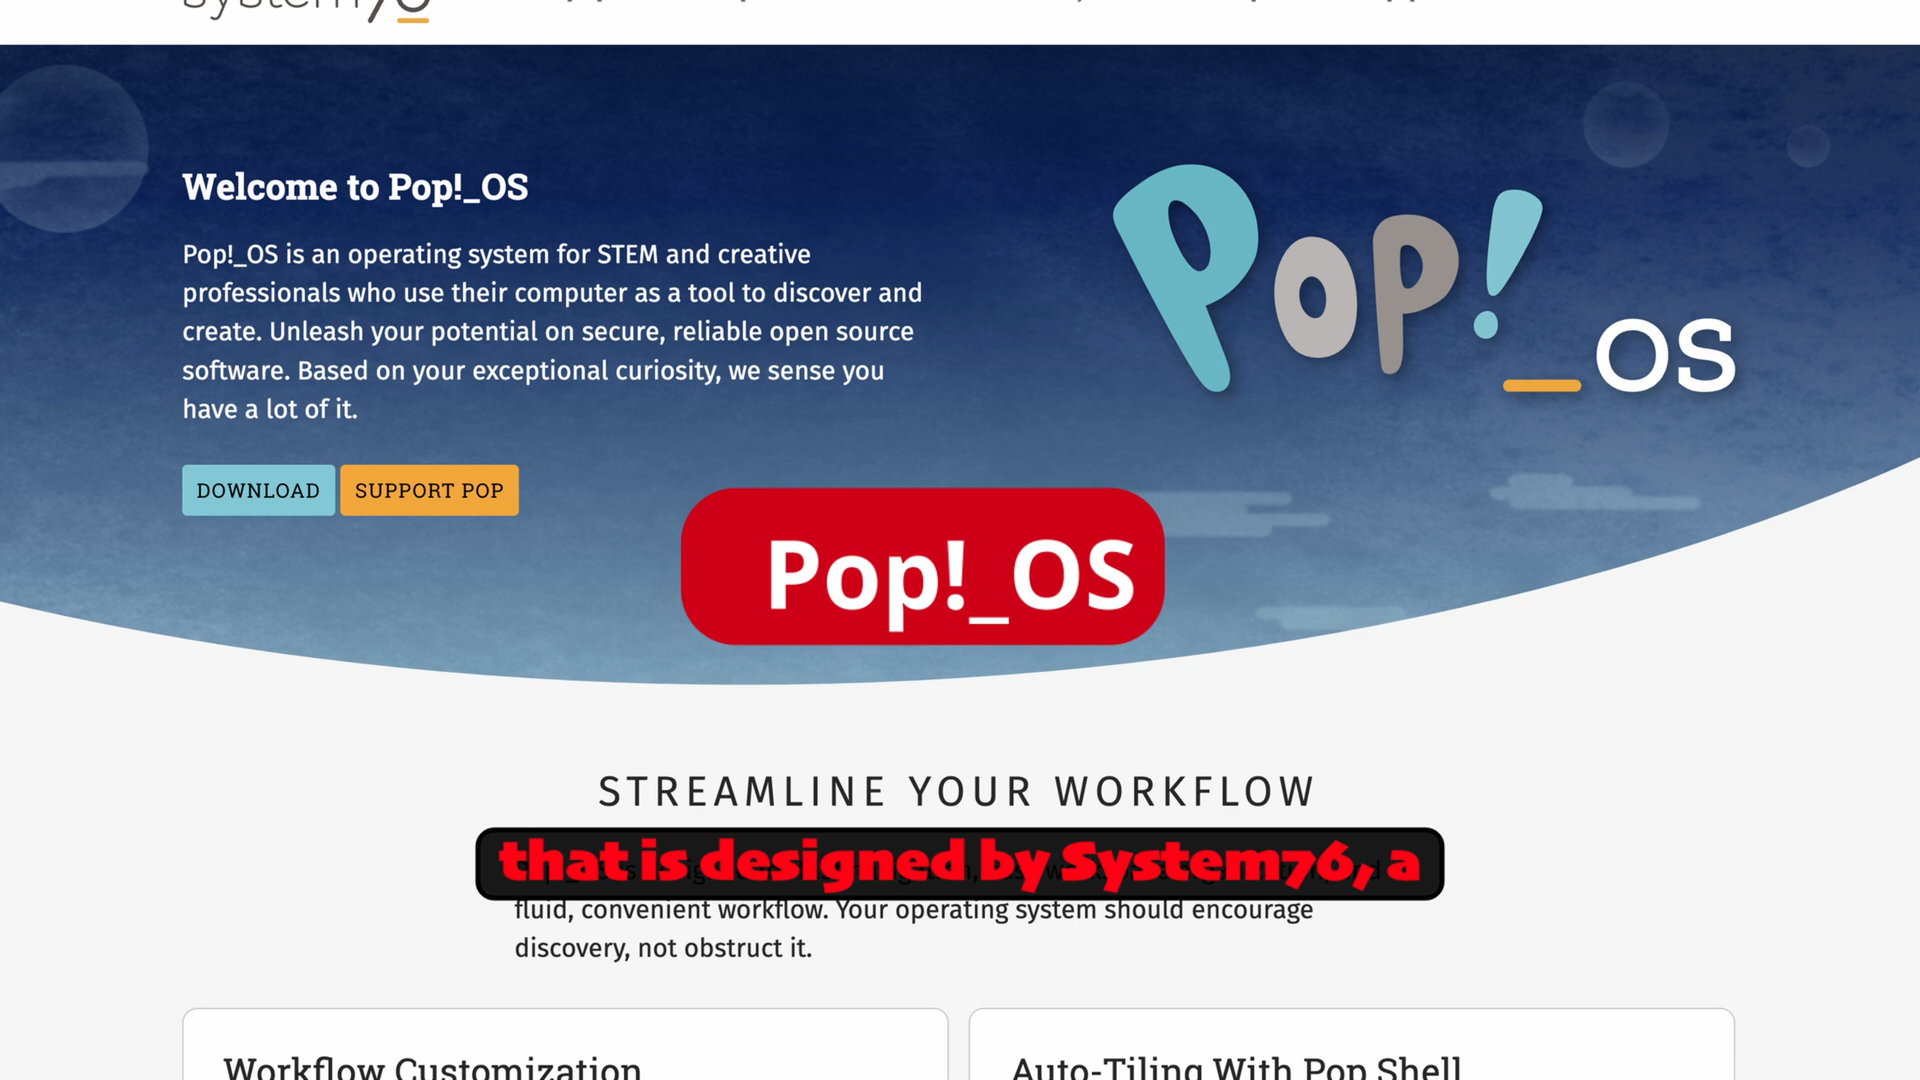 system76
Welcome to Pop!_OS
Pop!_OS is an operating system for STEM and creative
professionals who use their computer as a tool to discover and
create. Unleash your potential on secure, reliable open source
software. Based on your exceptional curiosity, we sense you
have a lot of it.
DOWNLOAD
SUPPORT POP
Pop!_OS
Pop!_OS
STREAMLINE YOUR WORKFLOW
that is designed by System76, a
fluid, convenient workflow. Your operating system should encourage
discovery, not obstruct it.
Workflow Customization
Auto-Tiling With Pop Shell